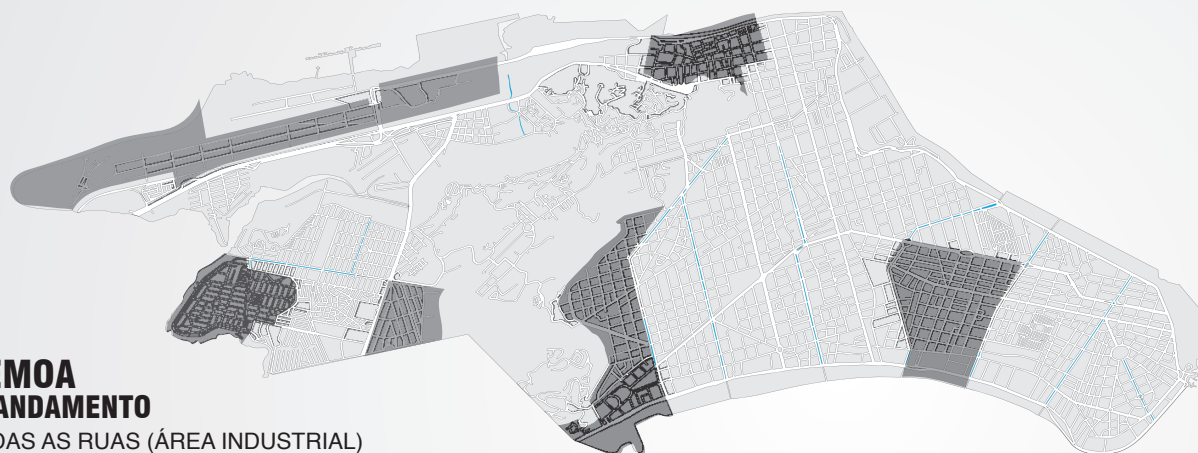 EMOA
ANDAMENTO
DAS AS RUAS (ÁREA INDUSTRIAL)